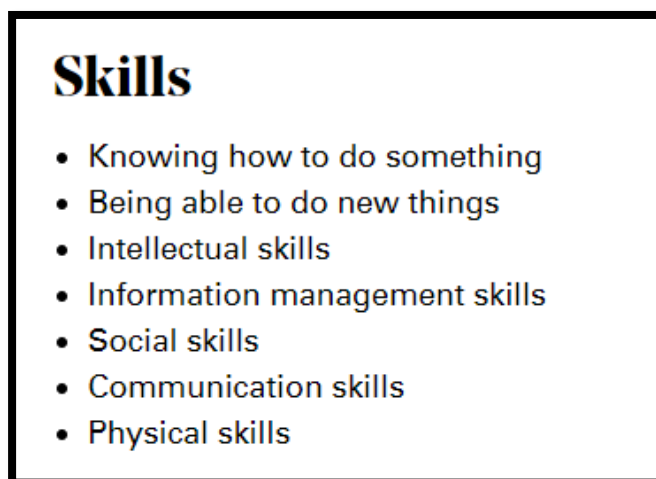 Skills
• Knowing how to do something
• Being able to do new things
• Intellectual skills
• Information management skills
• Social skills
• Communication skills
• Physical skills